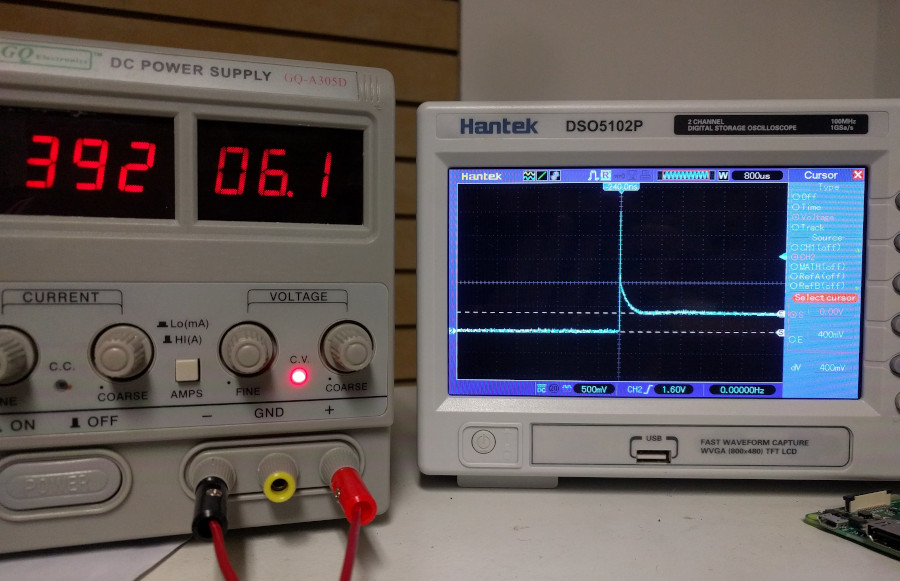 GQ Electronics™
DC POWER SUPPLY GQ-A305D
392
06.1
CURRENT
VOLTAGE
Lo(mA)
HI(A)
C.C.
C.V.
COARSE
AMPS
FINE
COARSE
NE
ON
OFF
−
GND
+
POWER
Hantek DSO5102P
2 CHANNEL
DIGITAL STORAGE OSCILLOSCOPE
100MHz
1GSa/s
Hantek
R
W
800us
-240.0ns
Cursor
X
Type
Off
Time
Voltage
Track
Source
CH1(off)
CH2
MATH(off)
RefA(off)
RefB(off)
Select cursor
S
0.00V
E
400mV
dV
400mV
500mV
CH2
1.60V
0.00000Hz
USB
FAST WAVEFORM CAPTURE
WVGA (800x480) TFT LCD